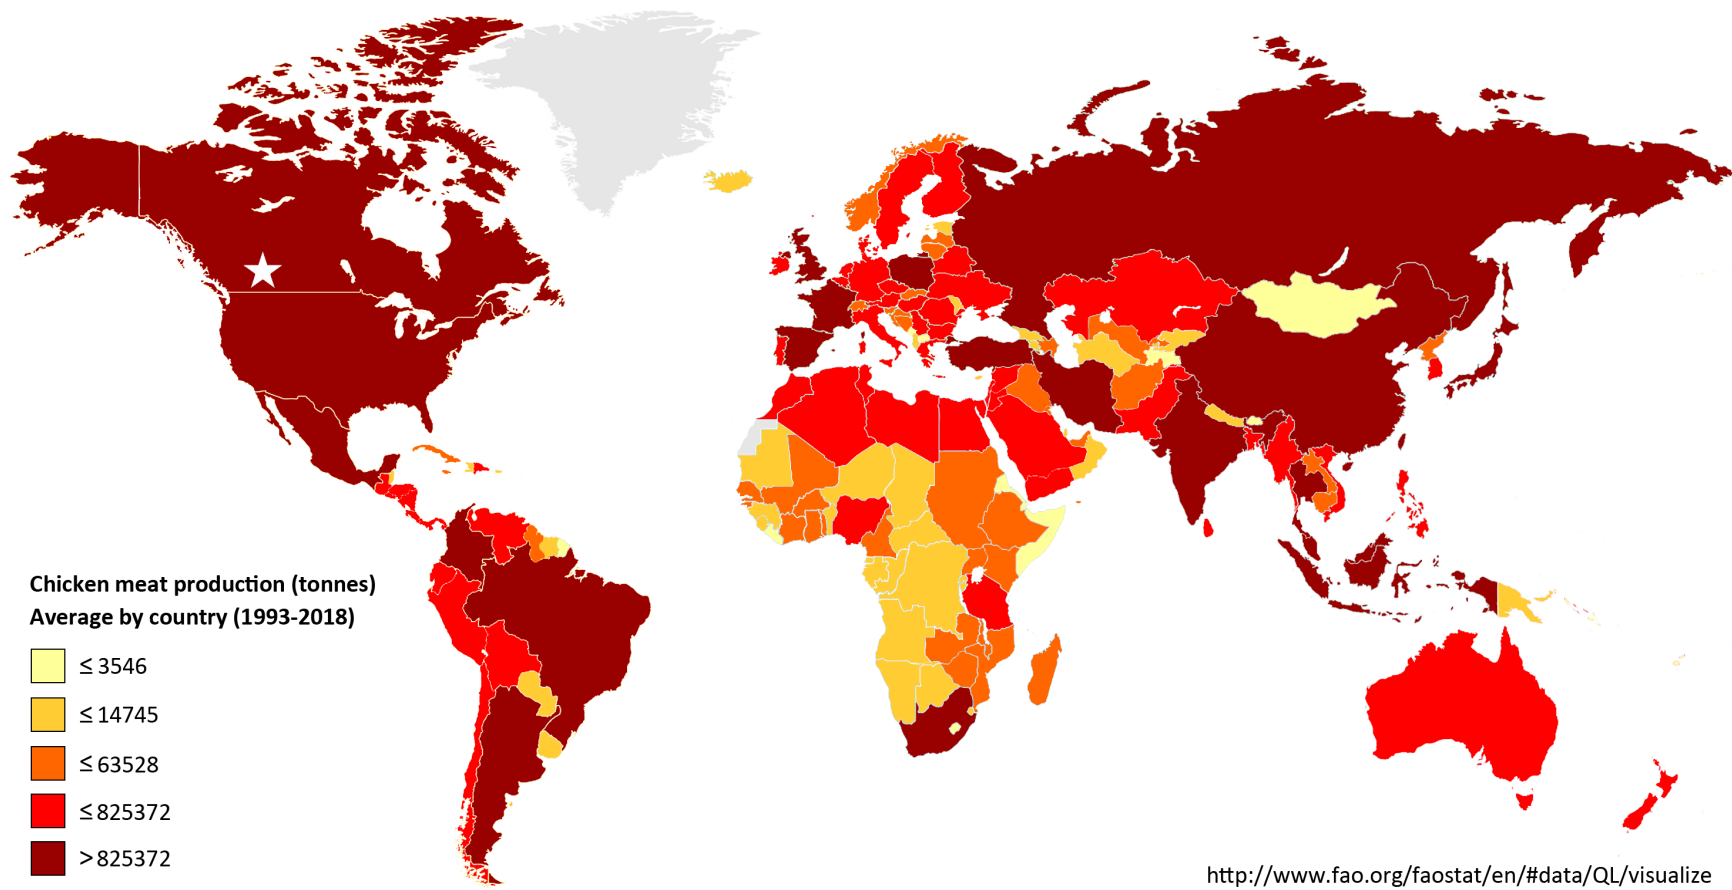 Chicken meat production (tonnes)
Average by country (1993-2018)
≤ 3546
≤ 14745
≤ 63528
≤ 825372
> 825372
http://www.fao.org/faostat/en/#data/QL/visualize